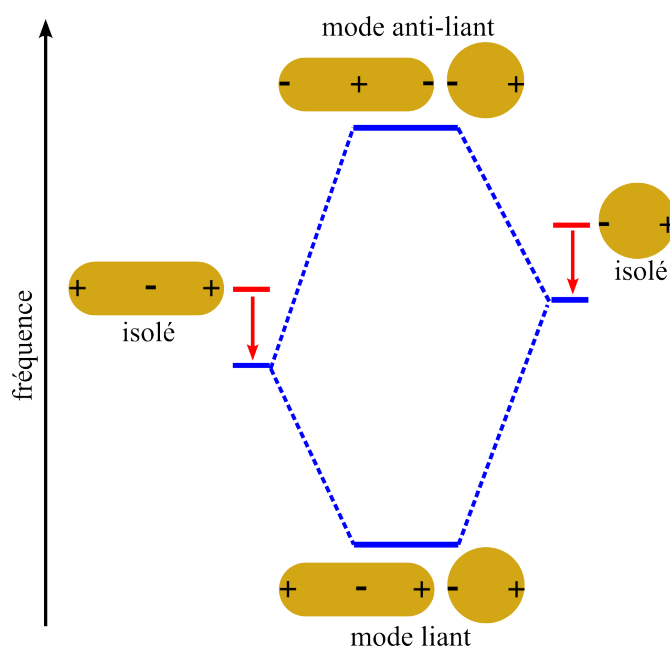 mode anti-liant
- + - - +
- +
isolé
+ - +
isolé
fréquence
+ - + - +
mode liant